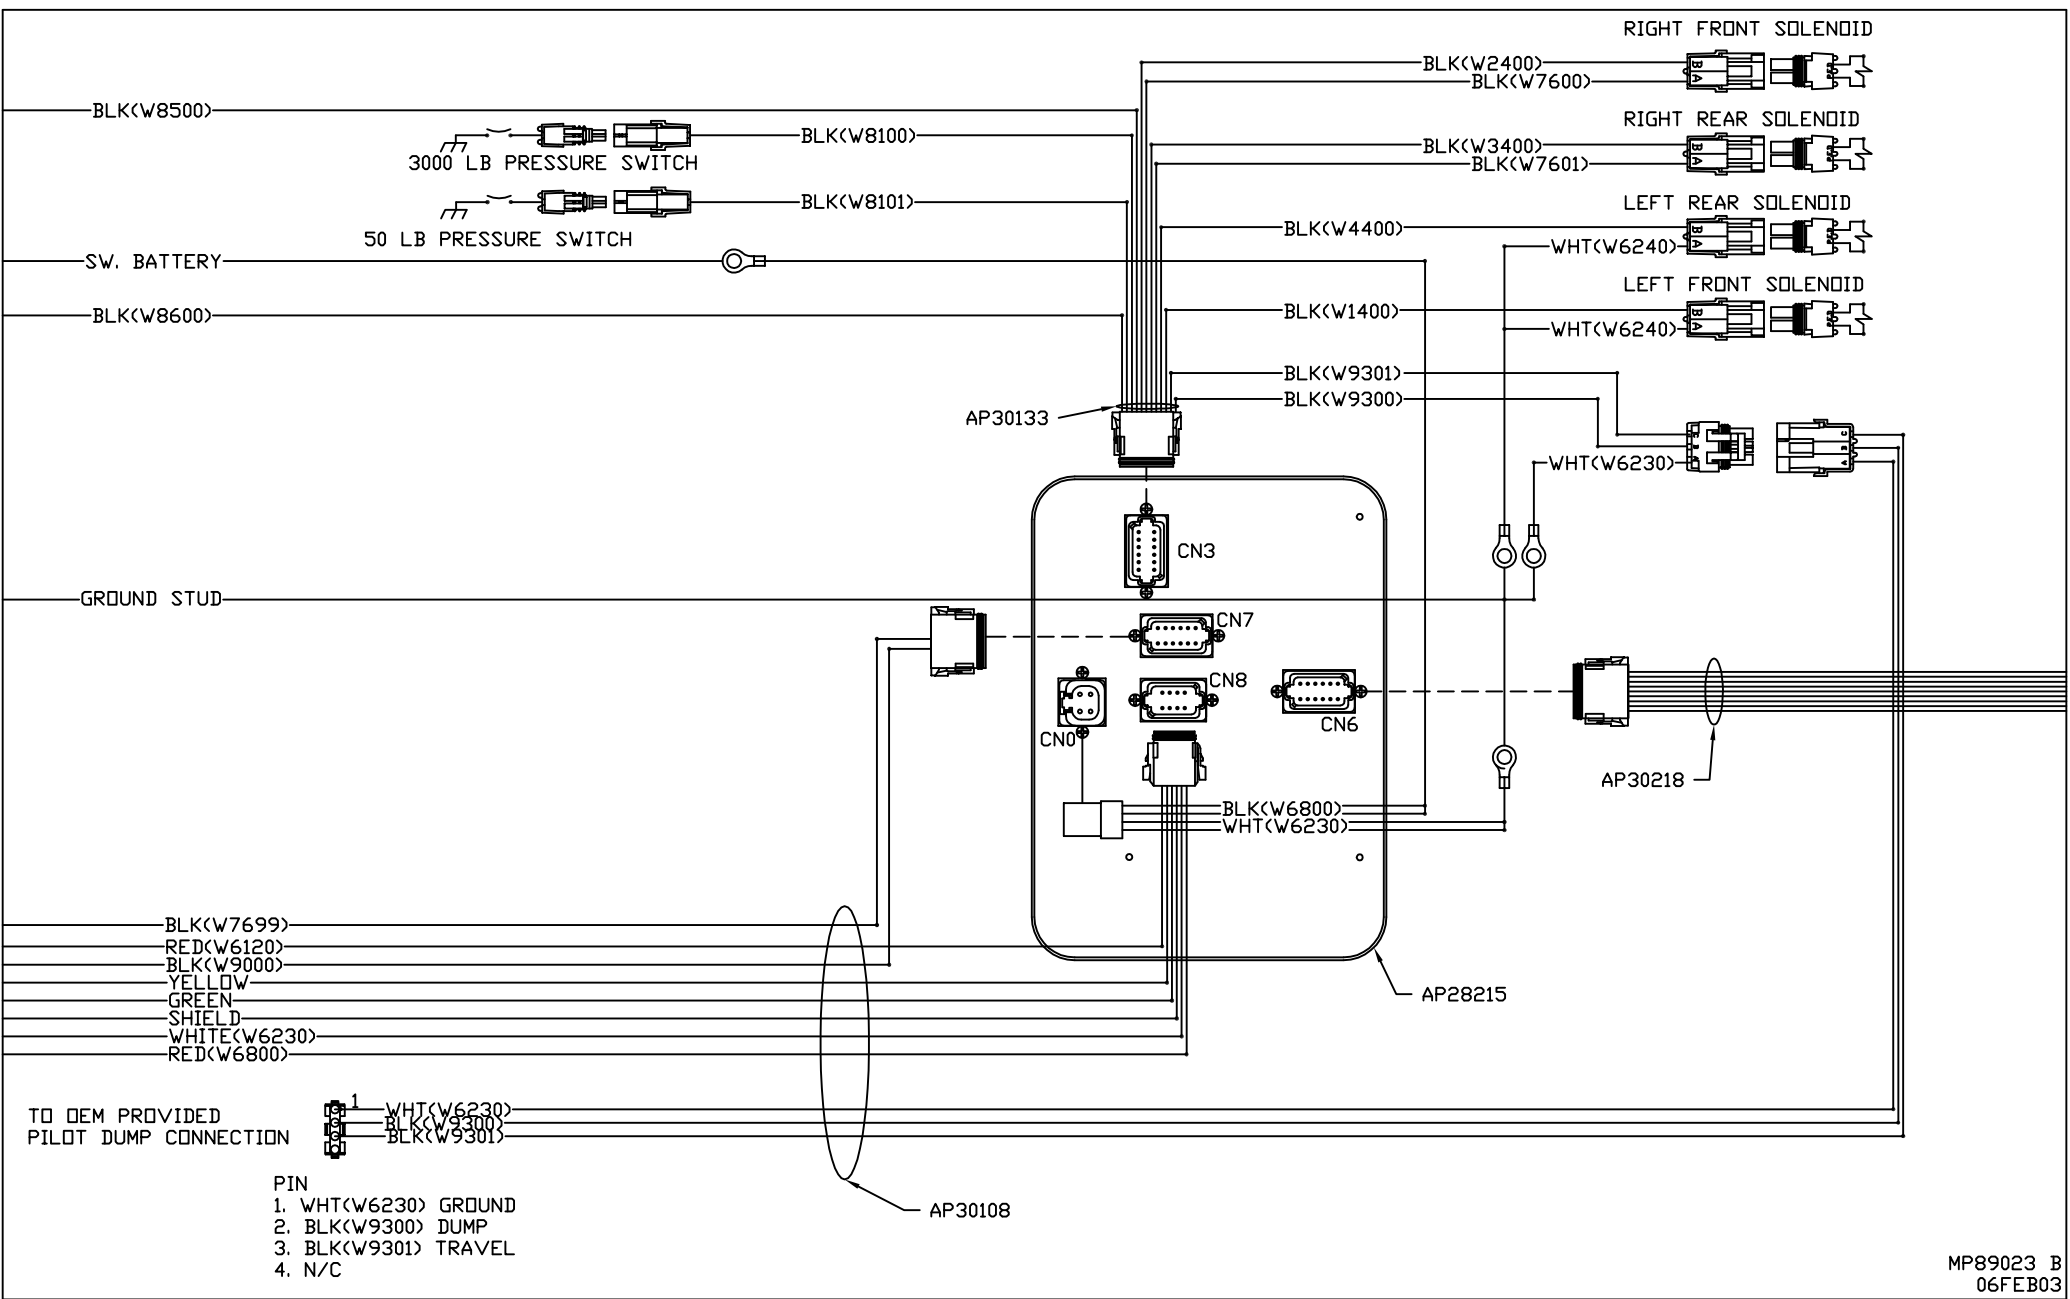 RIGHT FRONT SOLENOID
BLK(W2400)
B
A
BLK(W7600)
BLK(W8500)
RIGHT REAR SOLENOID
BLK(W8100)
BLK(W3400)
B
A
3000 LB PRESSURE SWITCH
BLK(W7601)
BLK(W8101)
LEFT REAR SOLENOID
BLK(W4400)
B
A
50 LB PRESSURE SWITCH
WHT(W6240)
SW. BATTERY
LEFT FRONT SOLENOID
BLK(W8600)
BLK(W1400)
B
A
WHT(W6240)
BLK(W9301)
BLK(W9300)
AP30133
C
B
A
C
B
A
WHT(W6230)
CN3
GROUND STUD
CN7
CN8
CN0
CN6
AP30218
BLK(W6800)
WHT(W6230)
BLK(W7699)
RED(W6120)
BLK(W9000)
YELLOW
GREEN
SHIELD
WHITE(W6230)
RED(W6800)
AP28215
TO OEM PROVIDED
PILOT DUMP CONNECTION
1
WHT(W6230)
BLK(W9300)
BLK(W9301)
PIN
1. WHT(W6230) GROUND
2. BLK(W9300) DUMP
3. BLK(W9301) TRAVEL
4. N/C
AP30108
MP89023 B
06FEB03